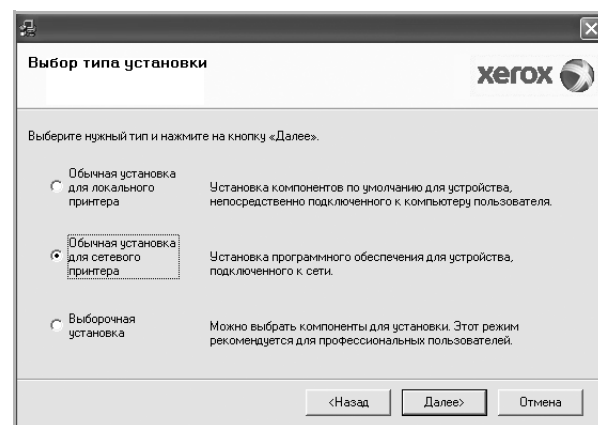 Выбор типа установки
xerox
Выберите нужный тип и нажмите на кнопку «Далее».
Обычная установка
для локального
принтера
Установка компонентов по умолчанию для устройства,
непосредственно подключенного к компьютеру пользователя.
Обычная установка
для сетевого
принтера
Установка программного обеспечения для устройства,
подключенного к сети.
Выборочная
установка
Можно выбрать компоненты для установки. Этот режим
рекомендуется для профессиональных пользователей.
<Назад
Далее>
Отмена